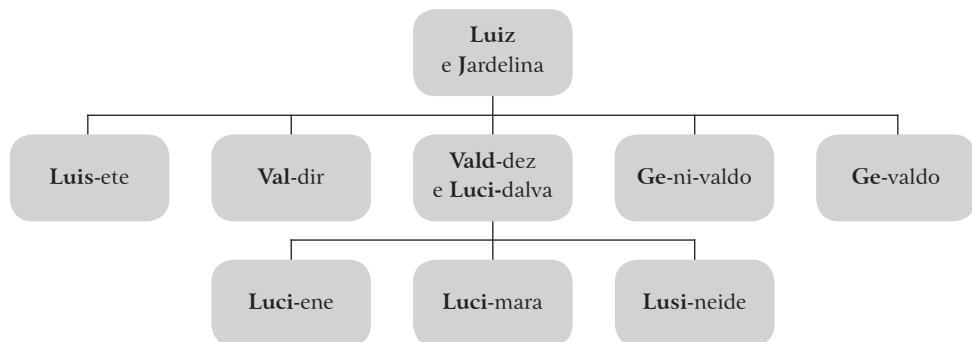 Luiz
e Jardelina
Luis-ete
Val-dir
Vald-dez
e Luci-dalva
Ge-ni-valdo
Ge-valdo
Luci-ene
Luci-mara
Lusi-neide